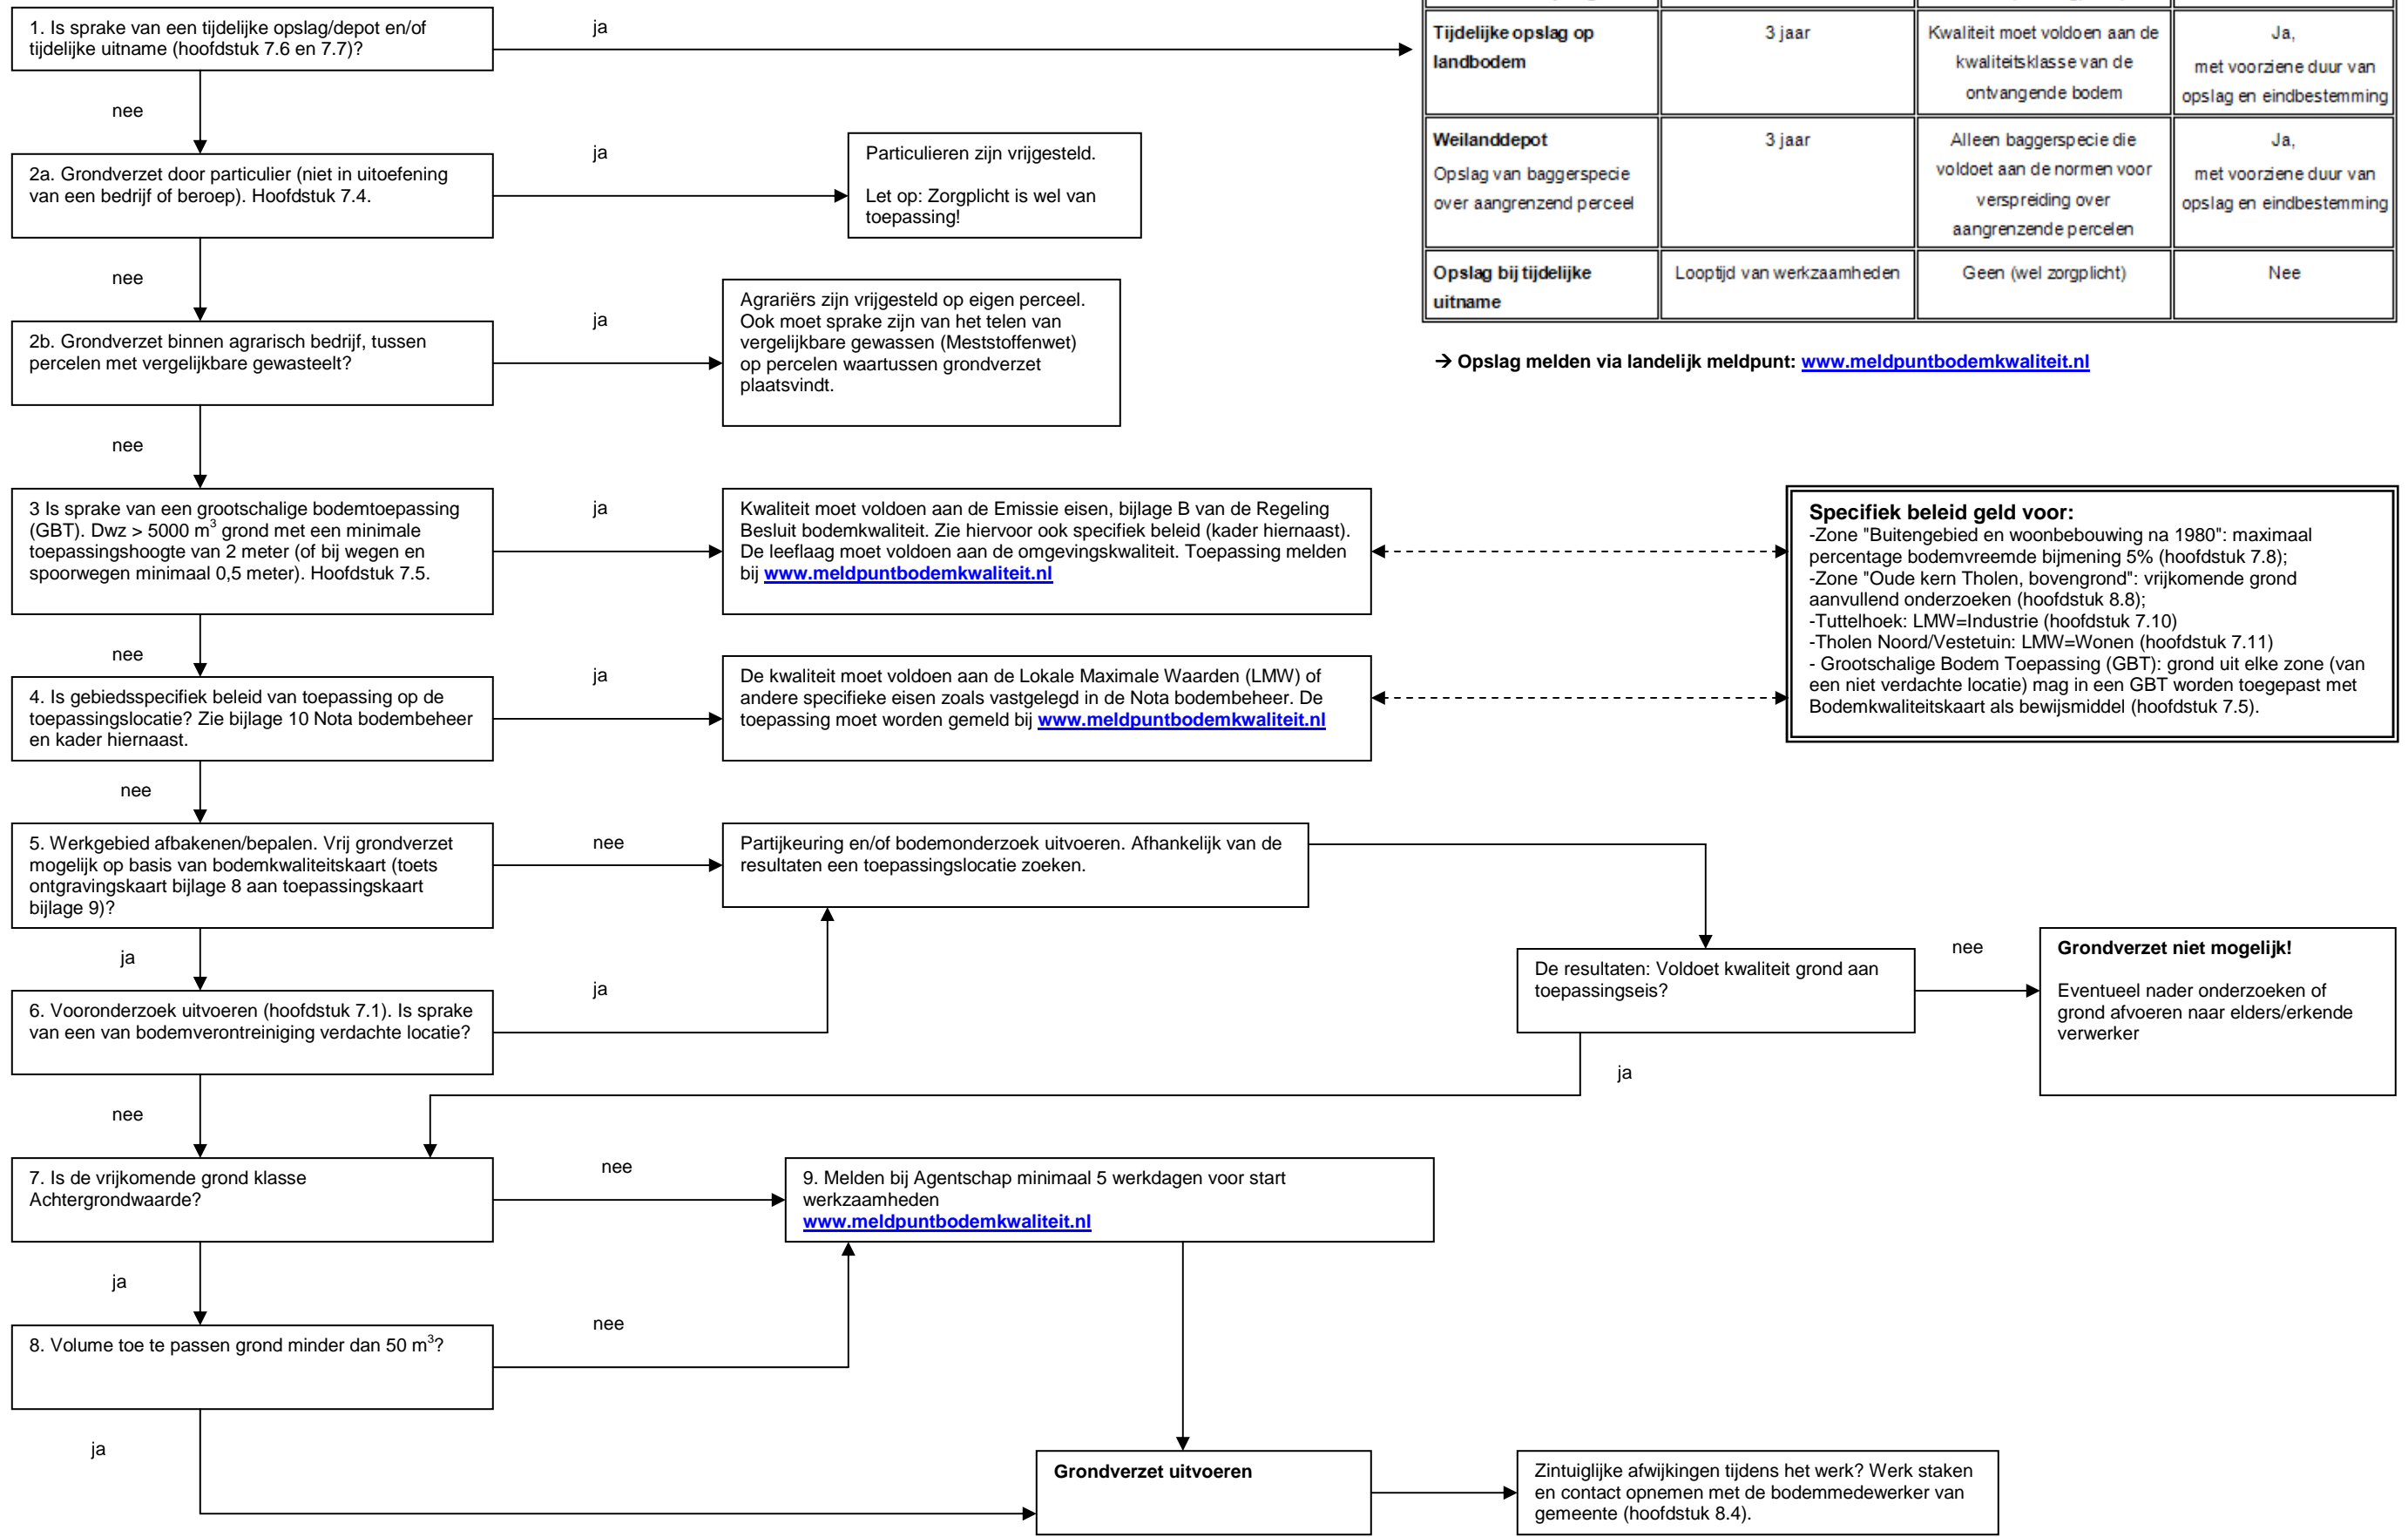 1. Is sprake van een tijdelijke opslag/depot en/of
tijdelijke uitname (hoofdstuk 7.6 en 7.7)?
ja
nee
Tijdelijke opslag op
landbodem
3 jaar
Kwaliteit moet voldoen aan de
kwaliteitsklasse van de
ontvangende bodem
Ja,
met voorziene duur van
opslag en eindbestemming
Weilanddepot
Opslag van baggerspecie
over aangrenzend perceel
3 jaar
Alleen baggerspecie die
voldoet aan de normen voor
verspreiding over
aangrenzende percelen
Ja,
met voorziene duur van
opslag en eindbestemming
Opslag bij tijdelijke
uitname
Looptijd van werkzaamheden
Geen (wel zorgplicht)
Nee
→ Opslag melden via landelijk meldpunt: www.meldpuntbodemkwaliteit.nl
2a. Grondverzet door particulier (niet in uitoefening
van een bedrijf of beroep). Hoofdstuk 7.4.
ja
Particulieren zijn vrijgesteld.
Let op: Zorgplicht is wel van
toepassing!
nee
2b. Grondverzet binnen agrarisch bedrijf, tussen
percelen met vergelijkbare gewasteelt?
ja
Agrariërs zijn vrijgesteld op eigen perceel.
Ook moet sprake zijn van het telen van
vergelijkbare gewassen (Meststoffenwet)
op percelen waartussen grondverzet
plaatsvindt.
nee
3 Is sprake van een grootschalige bodemtoepassing
(GBT). Dwz > 5000 m³ grond met een minimale
toepassingshoogte van 2 meter (of bij wegen en
spoorwegen minimaal 0,5 meter). Hoofdstuk 7.5.
ja
Kwaliteit moet voldoen aan de Emissie eisen, bijlage B van de Regeling
Besluit bodemkwaliteit. Zie hiervoor ook specifiek beleid (kader hiernaast).
De leeflaag moet voldoen aan de omgevingskwaliteit. Toepassing melden
bij www.meldpuntbodemkwaliteit.nl
Specifiek beleid geld voor:
-Zone "Buitengebied en woonbebouwing na 1980": maximaal
percentage bodemvreemde bijmening 5% (hoofdstuk 7.8);
-Zone "Oude kern Tholen, bovengrond": vrijkomende grond
aanvullend onderzoeken (hoofdstuk 8.8);
-Tuttelhoek: LMW=Industrie (hoofdstuk 7.10)
-Tholen Noord/Vestetuin: LMW=Wonen (hoofdstuk 7.11)
- Grootschalige Bodem Toepassing (GBT): grond uit elke zone (van
een niet verdachte locatie) mag in een GBT worden toegepast met
Bodemkwaliteitskaart als bewijsmiddel (hoofdstuk 7.5).
nee
4. Is gebiedsspecifiek beleid van toepassing op de
toepassingslocatie? Zie bijlage 10 Nota bodembeheer
en kader hiernaast.
ja
De kwaliteit moet voldoen aan de Lokale Maximale Waarden (LMW) of
andere specifieke eisen zoals vastgelegd in de Nota bodembeheer. De
toepassing moet worden gemeld bij www.meldpuntbodemkwaliteit.nl
nee
5. Werkgebied afbakenen/bepalen. Vrij grondverzet
mogelijk op basis van bodemkwaliteitskaart (toets
ontgravingskaart bijlage 8 aan toepassingskaart
bijlage 9)?
nee
Partijkeuring en/of bodemonderzoek uitvoeren. Afhankelijk van de
resultaten een toepassingslocatie zoeken.
ja
6. Vooronderzoek uitvoeren (hoofdstuk 7.1). Is sprake
van een van bodemverontreiniging verdachte locatie?
ja
De resultaten: Voldoet kwaliteit grond aan
toepassingseis?
nee
Grondverzet niet mogelijk!
Eventueel nader onderzoeken of
grond afvoeren naar elders/erkende
verwerker
ja
nee
7. Is de vrijkomende grond klasse
Achtergrondwaarde?
nee
9. Melden bij Agentschap minimaal 5 werkdagen voor start
werkzaamheden
www.meldpuntbodemkwaliteit.nl
ja
8. Volume toe te passen grond minder dan 50 m³?
nee
ja
Grondverzet uitvoeren
Zintuiglijke afwijkingen tijdens het werk? Werk staken
en contact opnemen met de bodemmedewerker van
gemeente (hoofdstuk 8.4).